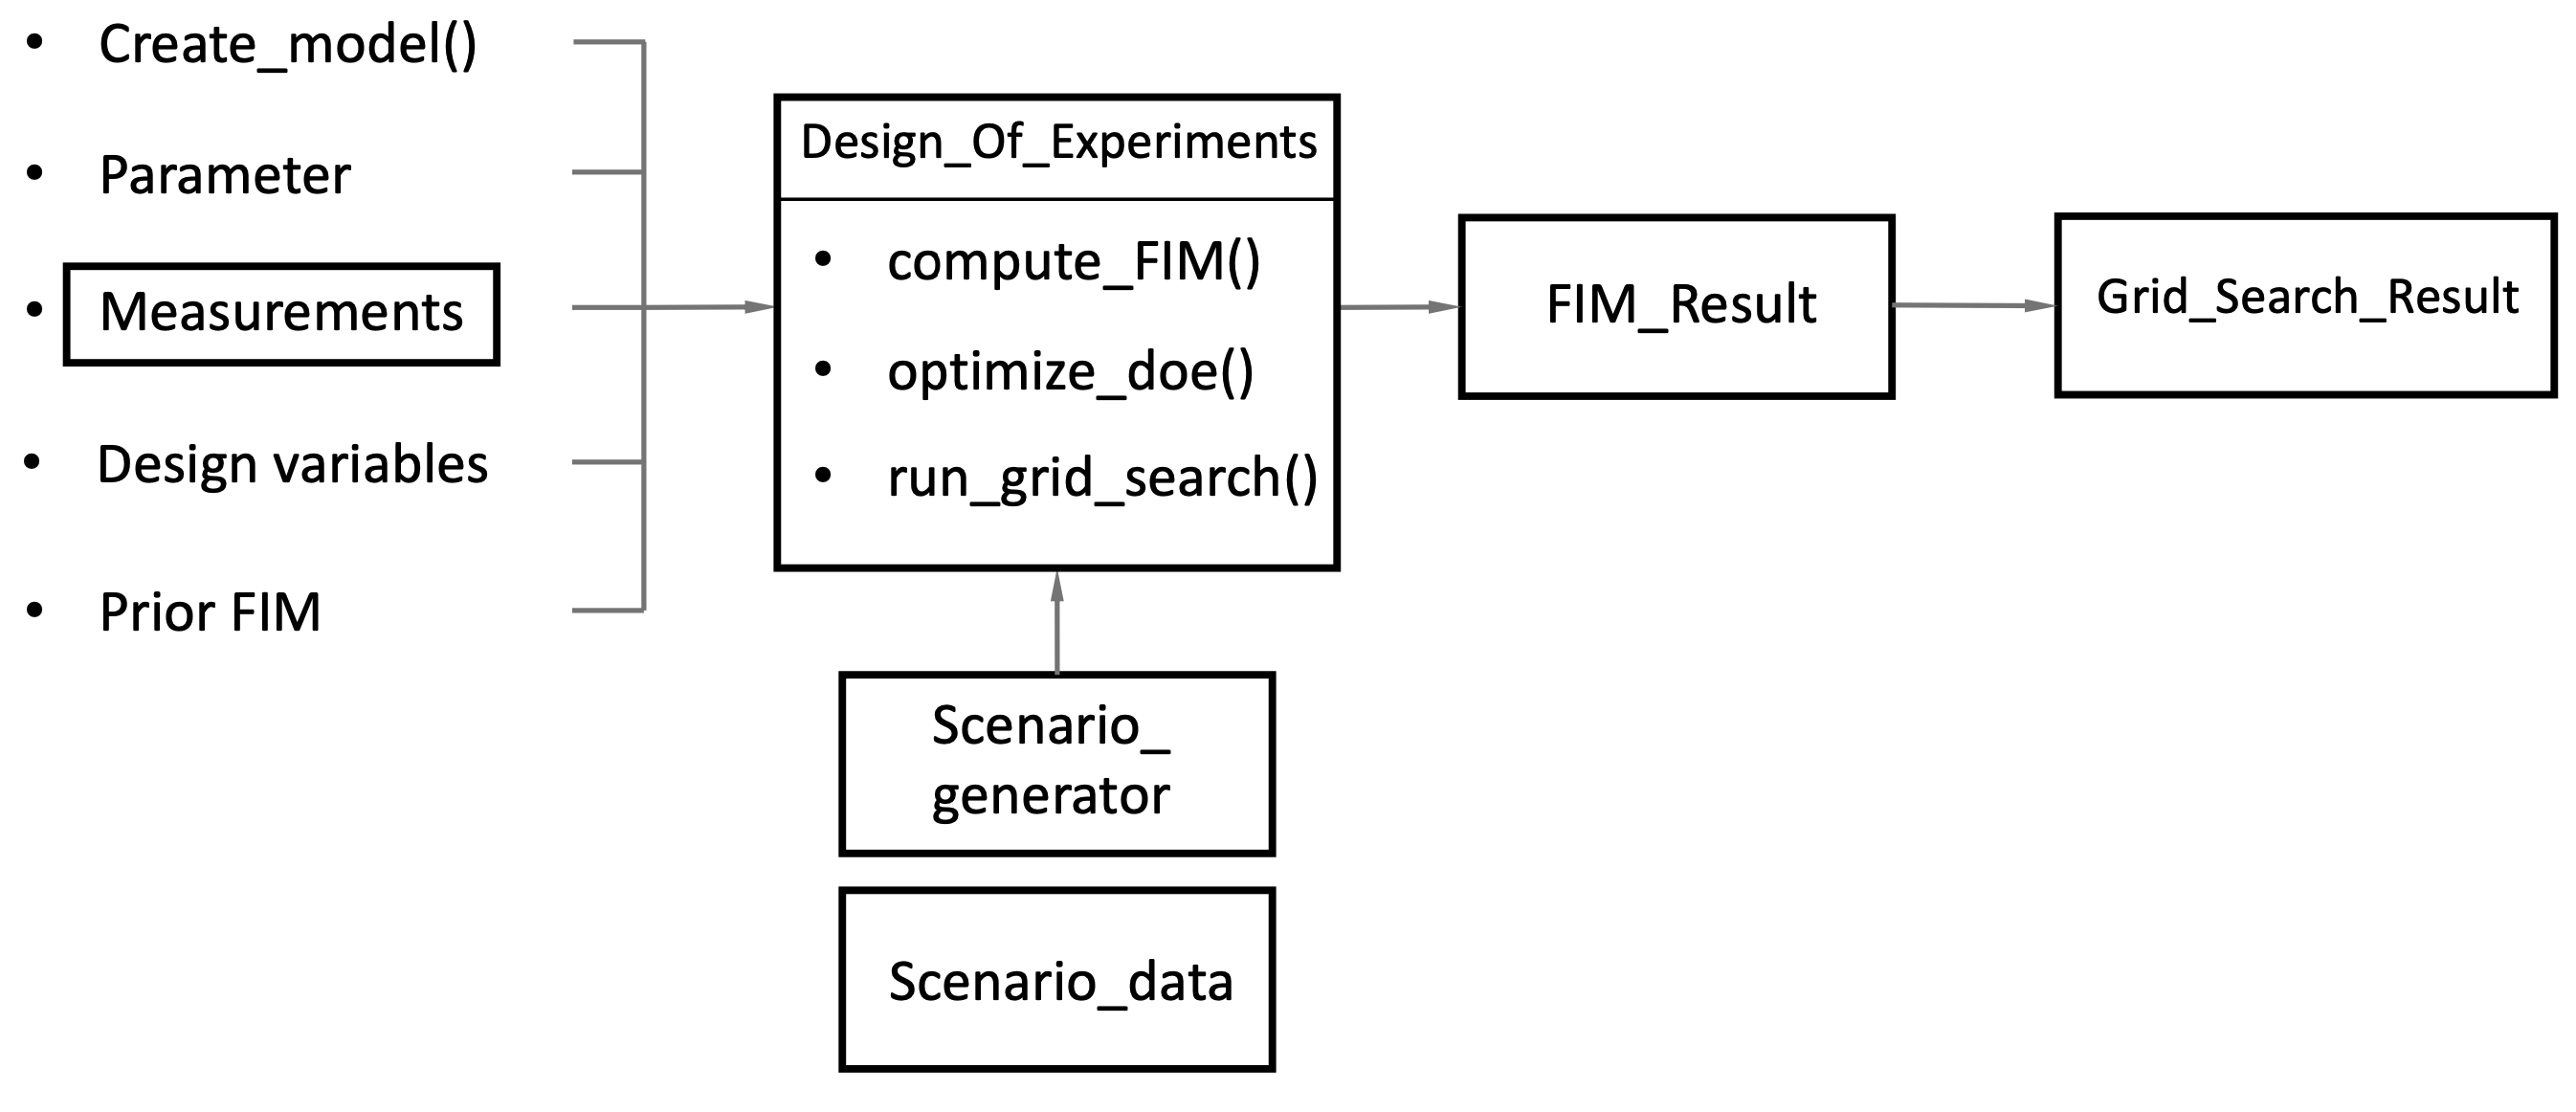 • Create_model()
• Parameter
• Measurements
• Design variables
• Prior FIM
Design_Of_Experiments
• compute_FIM()
• optimize_doe()
• run_grid_search()
FIM_Result
Grid_Search_Result
Scenario_
generator
Scenario_data